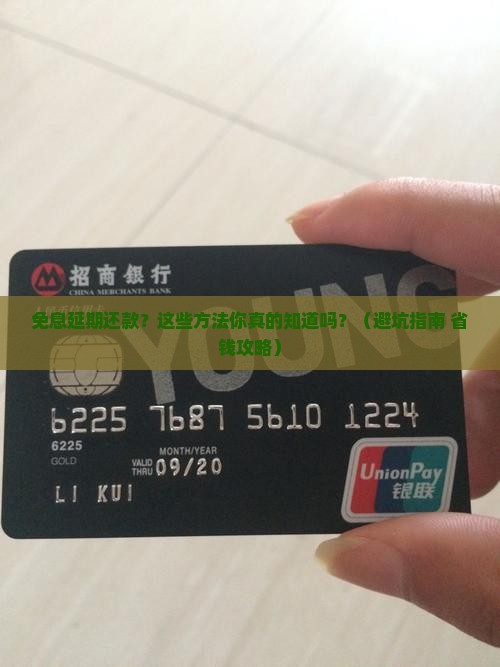 招商銀行
CHINA MERCHANTS BANK
YOUNG
免息延期还款？这些方法你真的知道吗？（避坑指南 省
钱攻略）
6225 7687 5610 1224
6225
GOLD
MONTH/YEAR
VALID THRU 09/20
LI KUI
UnionPay
银联